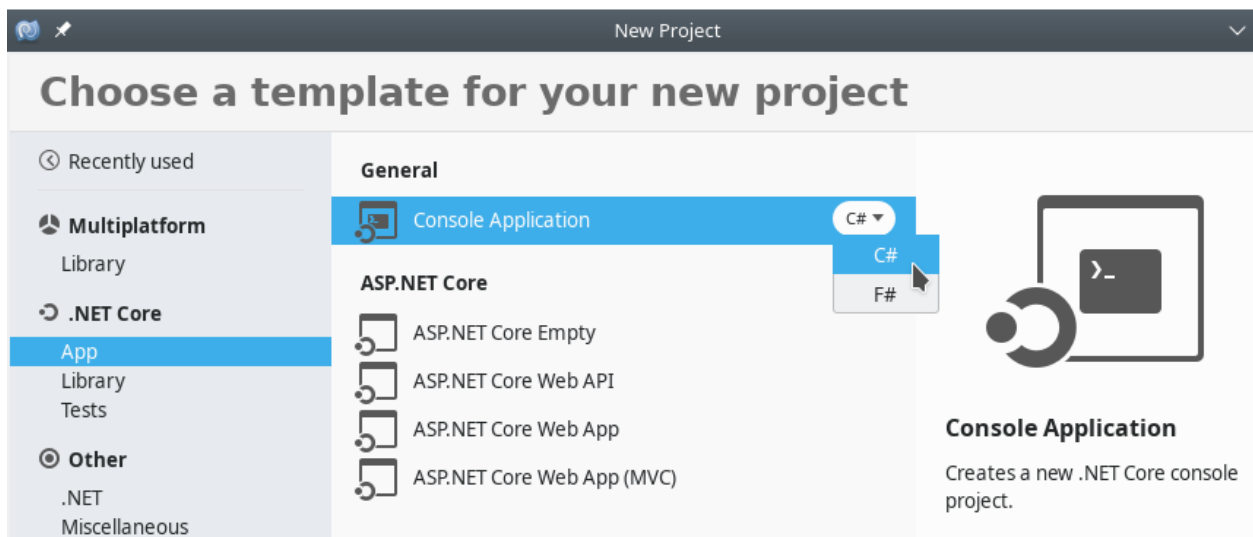 New Project
Choose a template for your new project
Recently used
Multiplatform
Library
.NET Core
App
Library
Tests
Other
.NET
Miscellaneous
General
Console Application
C#
C#
F#
ASP.NET Core
ASP.NET Core Empty
ASP.NET Core Web API
ASP.NET Core Web App
ASP.NET Core Web App (MVC)
Console Application
Creates a new .NET Core console
project.